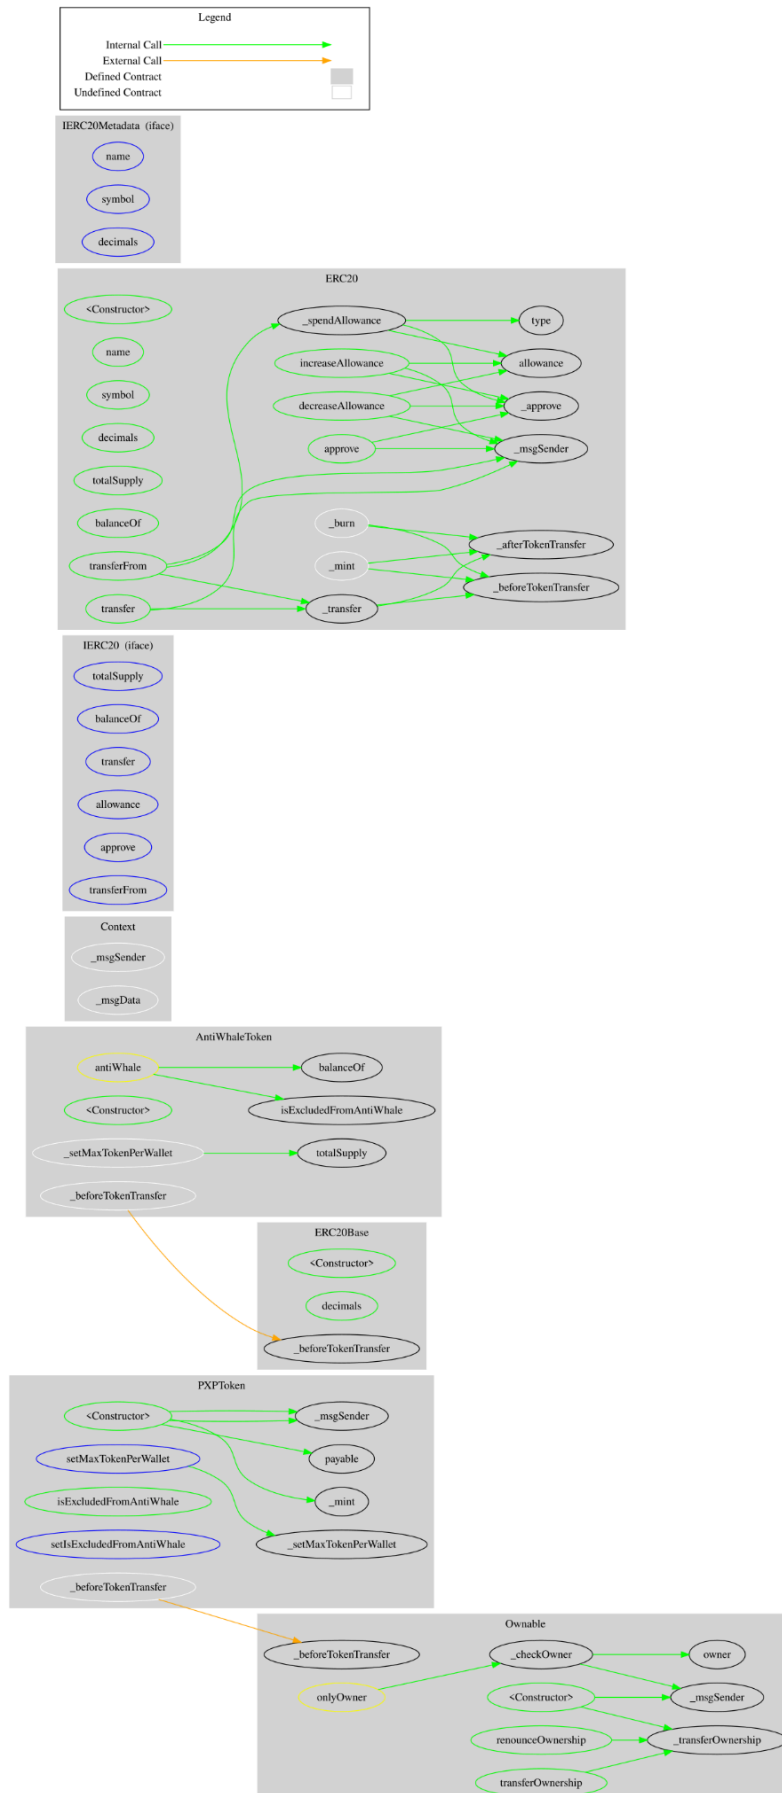 Legend
Internal Call
External Call
Defined Contract
Undefined Contract
IERC20Metadata (iface)
name
symbol
decimals
ERC20
<Constructor>
_spendAllowance
type
name
increaseAllowance
allowance
symbol
decreaseAllowance
_approve
decimals
approve
_msgSender
totalSupply
balanceOf
_burn
_afterTokenTransfer
transferFrom
_mint
_beforeTokenTransfer
transfer
_transfer
IERC20 (iface)
totalSupply
balanceOf
transfer
allowance
approve
transferFrom
Context
_msgSender
_msgData
AntiWhaleToken
antiWhale
balanceOf
<Constructor>
isExcludedFromAntiWhale
_setMaxTokenPerWallet
totalSupply
_beforeTokenTransfer
ERC20Base
<Constructor>
decimals
_beforeTokenTransfer
PXPToken
<Constructor>
_msgSender
setMaxTokenPerWallet
payable
isExcludedFromAntiWhale
_mint
setIsExcludedFromAntiWhale
_setMaxTokenPerWallet
_beforeTokenTransfer
Ownable
_beforeTokenTransfer
_checkOwner
owner
onlyOwner
<Constructor>
_msgSender
renounceOwnership
_transferOwnership
transferOwnership